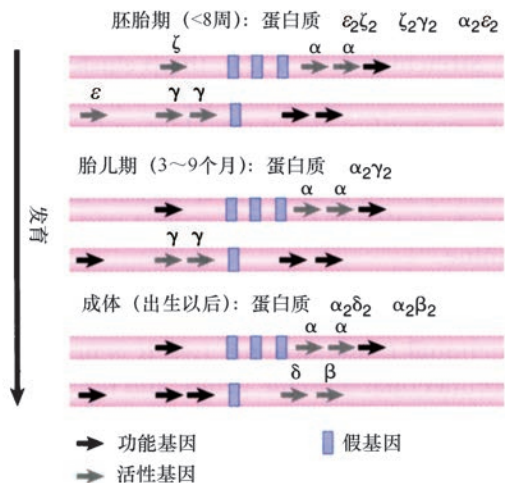 胚胎期 (<8周): 蛋白质 ε₂ζ₂ ζ₂γ₂ α₂ε₂
ζ α α
ε γ γ
胎儿期 (3～9个月): 蛋白质 α₂γ₂
α α
γ γ
成体 (出生以后): 蛋白质 α₂δ₂ α₂β₂
α α
δ β
发育
功能基因 假基因
活性基因